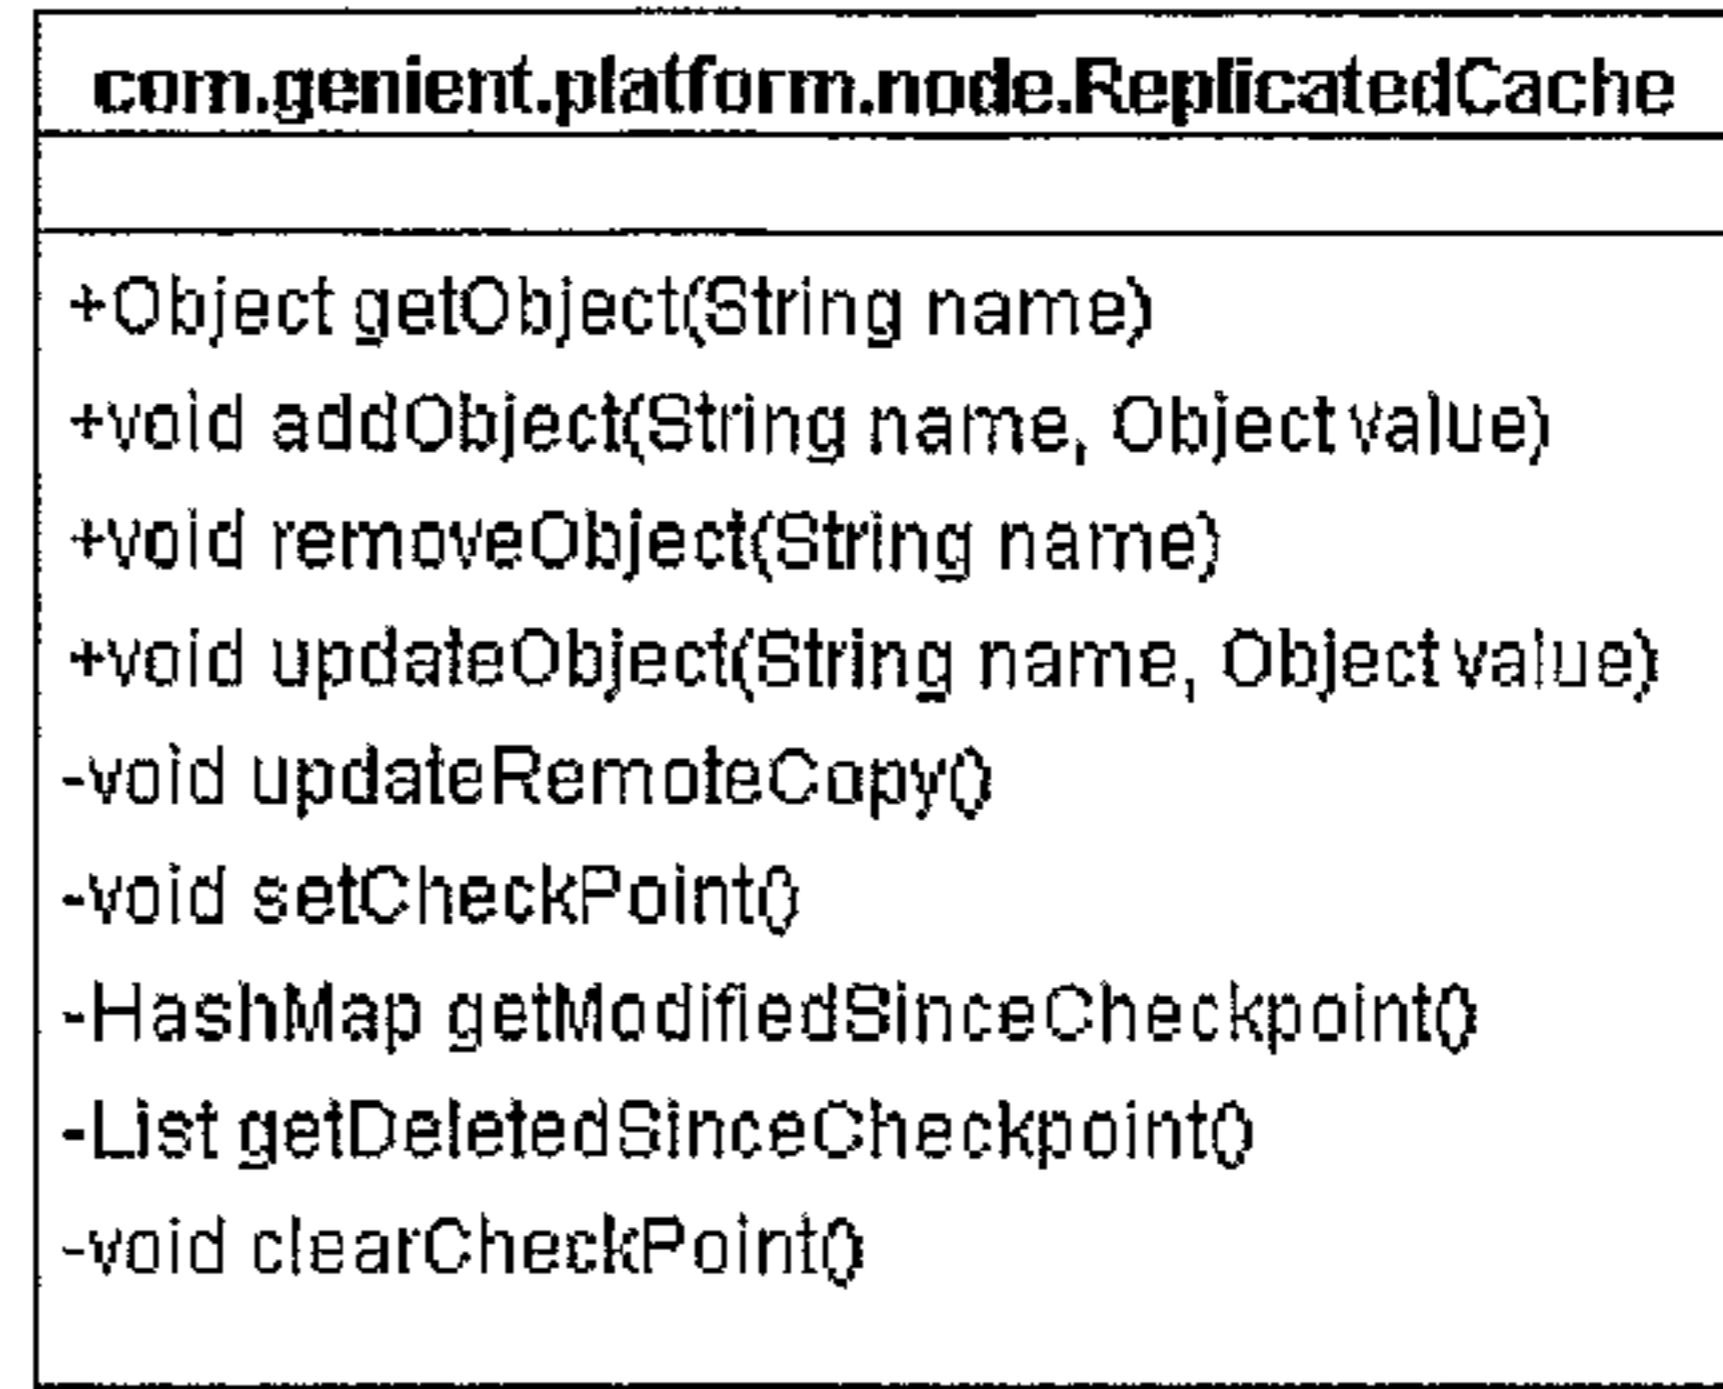 com.genient.platform.node.ReplicatedCache
+Object getObject(String name)
+void addObject(String name, Object value)
+void removeObject(String name)
+void updateObject(String name, Object value)
-void updateRemoteCopy()
-void setCheckPoint()
-HashMap getModifiedSinceCheckpoint()
-List getDeletedSinceCheckpoint()
-void clearCheckPoint()